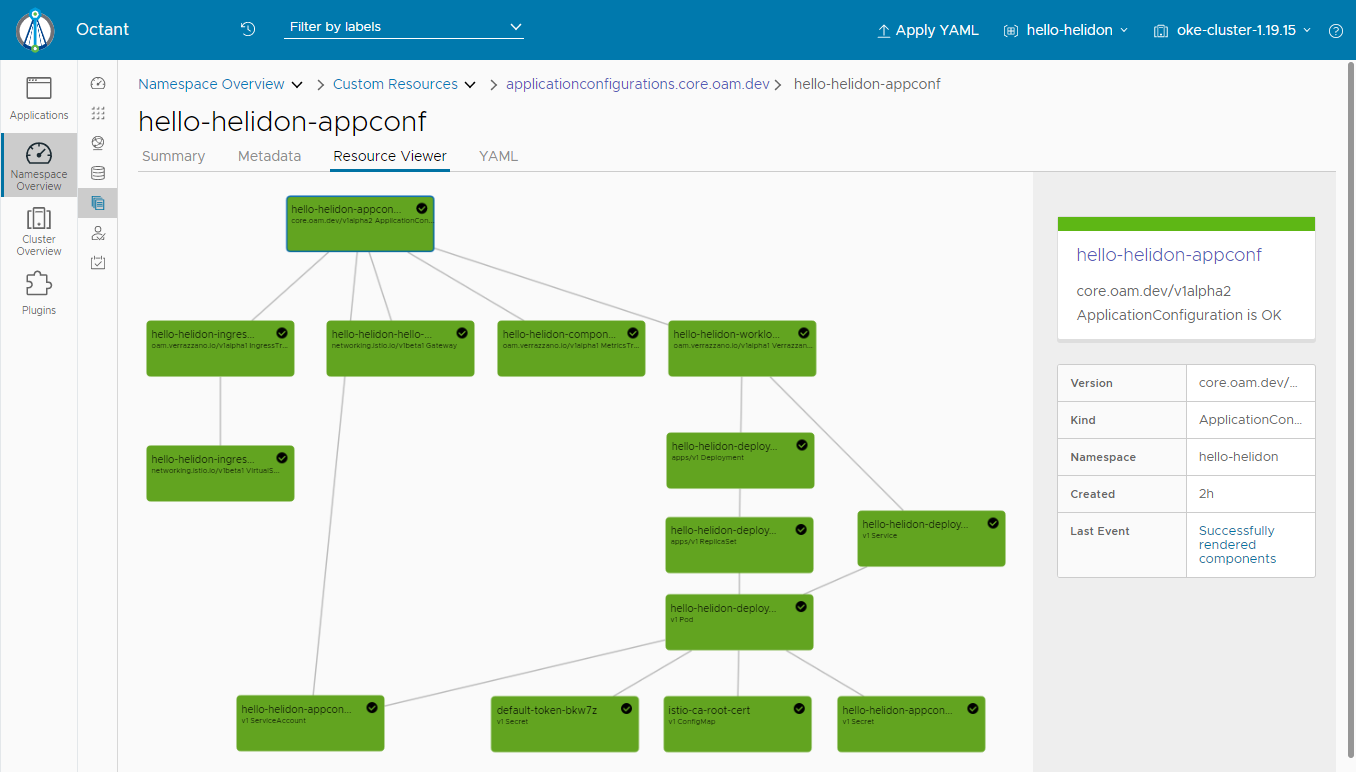 Octant
Filter by labels
Apply YAML
hello-helidon
oke-cluster-1.19.15
Applications
Namespace
Overview
Cluster
Overview
Plugins
Namespace Overview
Custom Resources
applicationconfigurations.core.oam.dev
hello-helidon-appconf
hello-helidon-appconf
Summary
Metadata
Resource Viewer
YAML
hello-helidon-appcon...
core.oam.dev/v1alpha2 ApplicationCon...
hello-helidon-ingres...
oam.verrazzano.io/v1alpha1 IngressTr...
hello-helidon-hello-...
networking.istio.io/v1beta1 Gateway
hello-helidon-compon...
oam.verrazzano.io/v1alpha1 MetricsTr...
hello-helidon-worklo...
oam.verrazzano.io/v1alpha1 Verrazzan...
hello-helidon-ingres...
networking.istio.io/v1beta1 VirtualS...
hello-helidon-deploy...
apps/v1 Deployment
hello-helidon-deploy...
apps/v1 ReplicaSet
hello-helidon-deploy...
v1 Service
hello-helidon-deploy...
v1 Pod
hello-helidon-appcon...
v1 ServiceAccount
default-token-bkw7z
v1 Secret
istio-ca-root-cert
v1 ConfigMap
hello-helidon-appcon...
v1 Secret
hello-helidon-appconf
core.oam.dev/v1alpha2
ApplicationConfiguration is OK
Version core.oam.dev/...
Kind ApplicationCon...
Namespace hello-helidon
Created 2h
Last Event Successfully
rendered
components